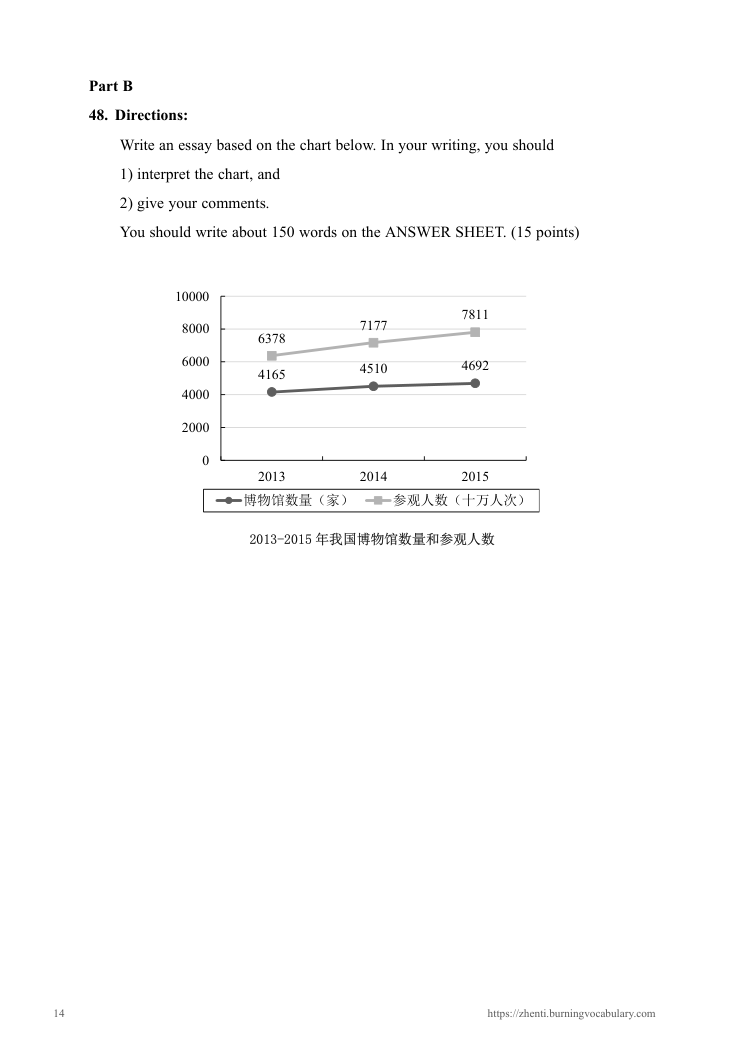 Part B
48. Directions:
Write an essay based on the chart below. In your writing, you should
1) interpret the chart, and
2) give your comments.
You should write about 150 words on the ANSWER SHEET. (15 points)
10000
8000
6000
4000
2000
0
6378
7177
7811
4165
4510
4692
2013
2014
2015
博物馆数量（家）
参观人数（十万人次）
2013-2015 年我国博物馆数量和参观人数
14
https://zhenti.burningvocabulary.com